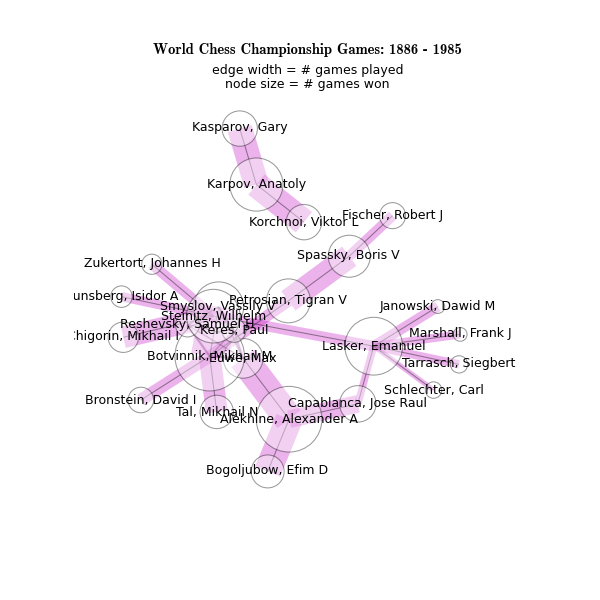 World Chess Championship Games: 1886 - 1985
edge width = # games played
node size = # games won
Kasparov, Gary
Karpov, Anatoly
Korchnoi, Viktor L
Fischer, Robert J
Spassky, Boris V
Zukertort, Johannes H
unsberg, Isidor A
Petrosian, Tigran V
Smyslov, Vassily V
Janowski, Dawid M
Steinitz, Wilhelm
Reshevsky, Samuel H
Keres, Paul
Marshall, Frank J
higorin, Mikhail I
Lasker, Emanuel
Botvinnik, Mikhail M
Euwe, Max
Tarrasch, Siegbert
Schlechter, Carl
Bronstein, David I
Capablanca, Jose Raul
Tal, Mikhail N
Alekhine, Alexander A
Bogoljubow, Efim D